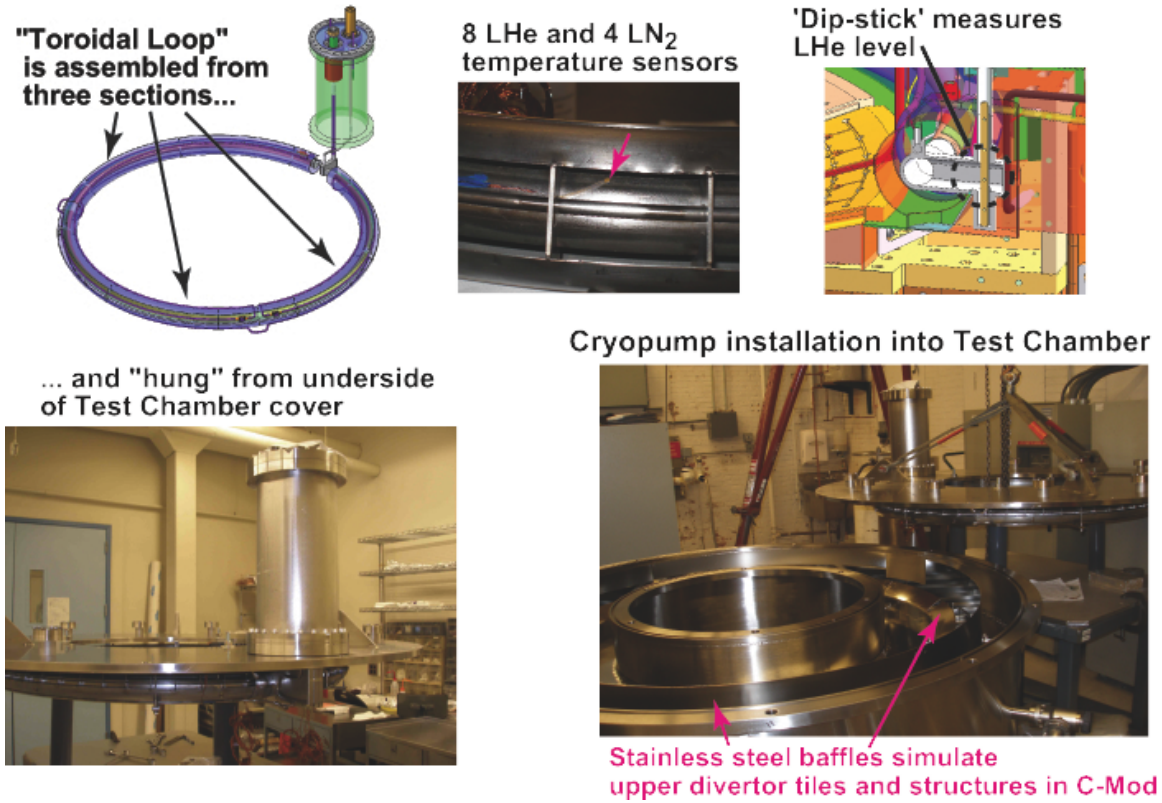 "Toroidal Loop"
is assembled from
three sections...
8 LHe and 4 LN2
temperature sensors
'Dip-stick' measures
LHe level
... and "hung" from underside
of Test Chamber cover
Cryopump installation into Test Chamber
Stainless steel baffles simulate
upper divertor tiles and structures in C-Mod